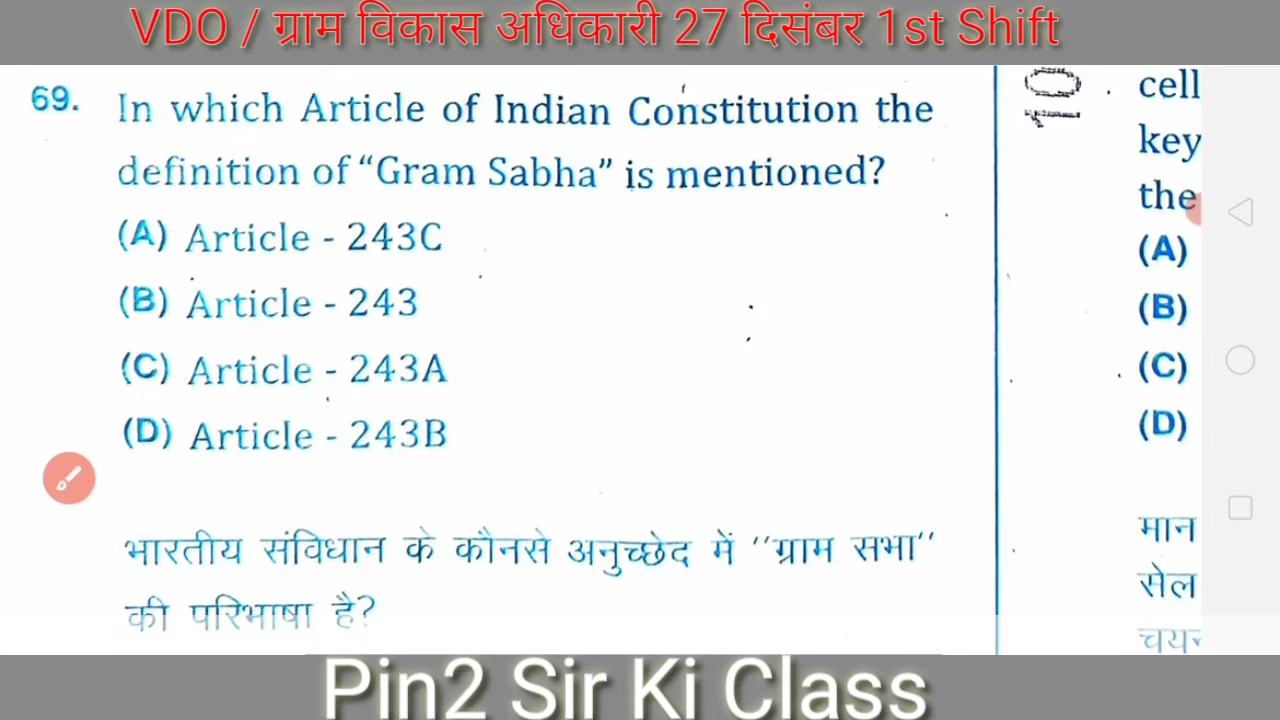 VDO / ग्राम विकास अधिकारी 27 दिसंबर 1st Shift
69. In which Article of Indian Constitution the
definition of “Gram Sabha” is mentioned?
(A) Article - 243C
(B) Article - 243
(C) Article - 243A
(D) Article - 243B
भारतीय संविधान के कौनसे अनुच्छेद में ‘‘ग्राम सभा’’
की परिभाषा है?
10
cell
key
the
(A)
(B)
(C)
(D)
मान
सेल
Pin2 Sir Ki Class